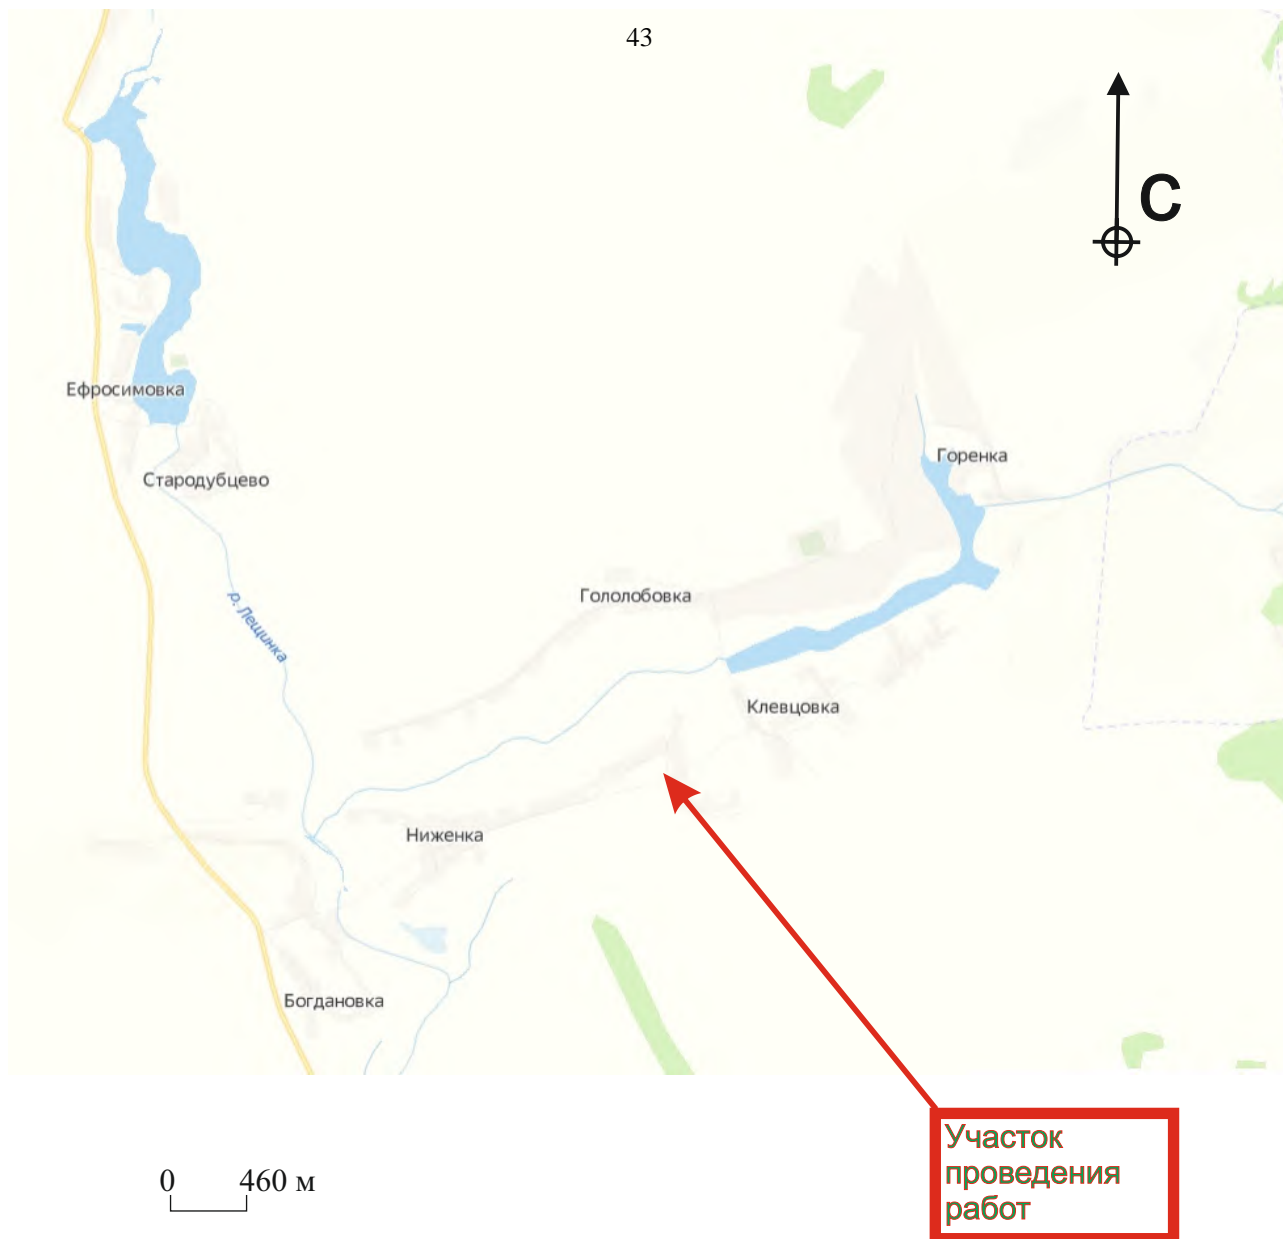 43
С
Ефросимовка
Стародубцево
Горенка
р. Лещинка
Гололобовка
Клевцовка
Ниженка
Богдановка
0 460 м
Участок
проведения
работ